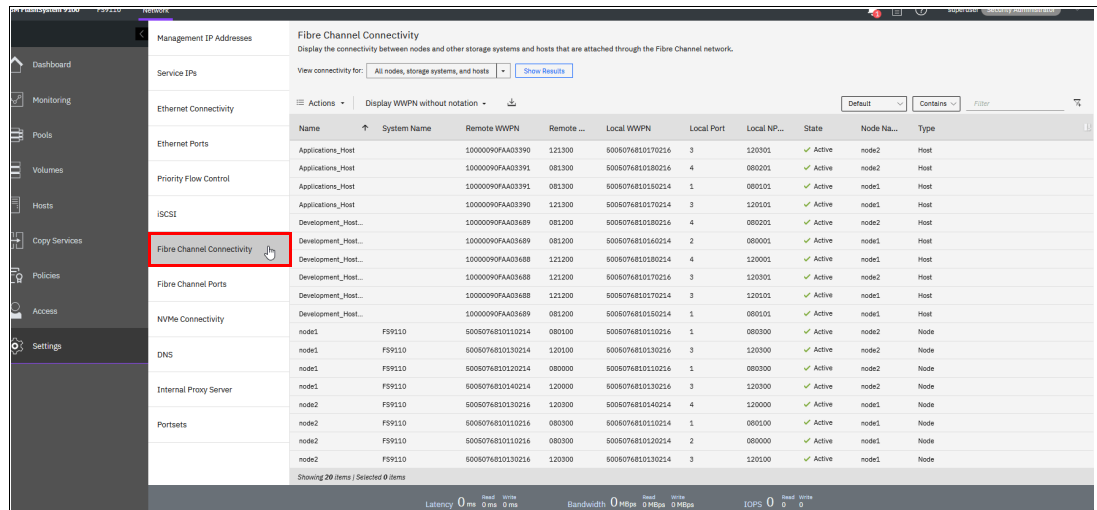 IBM FlashSystem 9100 FS9110 Network
superuser Security Administrator
Dashboard
Monitoring
Pools
Volumes
Hosts
Copy Services
Policies
Access
Settings
Management IP Addresses
Service IPs
Ethernet Connectivity
Ethernet Ports
Priority Flow Control
iSCSI
Fibre Channel Connectivity
Fibre Channel Ports
NVMe Connectivity
DNS
Internal Proxy Server
Portsets
Fibre Channel Connectivity
Display the connectivity between nodes and other storage systems and hosts that are attached through the Fibre Channel network.
View connectivity for: All nodes, storage systems, and hosts Show Results
Actions Display WWPN without notation Default Contains Filter
Name System Name Remote WWPN Remote ... Local WWPN Local Port Local NP... State Node Na... Type
Applications_Host 10000090FAA03390 121300 5005076810170216 3 120301 Active node2 Host
Applications_Host 10000090FAA03391 081300 5005076810180216 4 080201 Active node2 Host
Applications_Host 10000090FAA03391 081300 5005076810150214 1 080101 Active node1 Host
Applications_Host 10000090FAA03390 121300 5005076810170214 3 120101 Active node1 Host
Development_Host... 10000090FAA03689 081200 5005076810180216 4 080201 Active node2 Host
Development_Host... 10000090FAA03689 081200 5005076810160214 2 080001 Active node1 Host
Development_Host... 10000090FAA03688 121200 5005076810180214 4 120001 Active node1 Host
Development_Host... 10000090FAA03688 121200 5005076810170216 3 120301 Active node2 Host
Development_Host... 10000090FAA03688 121200 5005076810170214 3 120101 Active node1 Host
Development_Host... 10000090FAA03689 081200 5005076810150214 1 080101 Active node1 Host
node1 FS9110 5005076810110214 080100 5005076810110216 1 080300 Active node2 Node
node1 FS9110 5005076810130214 120100 5005076810130216 3 120300 Active node2 Node
node1 FS9110 5005076810120214 080000 5005076810110216 1 080300 Active node2 Node
node1 FS9110 5005076810140214 120000 5005076810130216 3 120300 Active node2 Node
node2 FS9110 5005076810130216 120300 5005076810140214 4 120000 Active node1 Node
node2 FS9110 5005076810110216 080300 5005076810110214 1 080100 Active node1 Node
node2 FS9110 5005076810110216 080300 5005076810120214 2 080000 Active node1 Node
node2 FS9110 5005076810130216 120300 5005076810130214 3 120100 Active node1 Node
Showing 20 items | Selected 0 items
Latency 0 ms Read 0 ms Write 0 ms Bandwidth 0 MBps Read 0 MBps Write 0 MBps IOPS 0 Read 0 Write 0